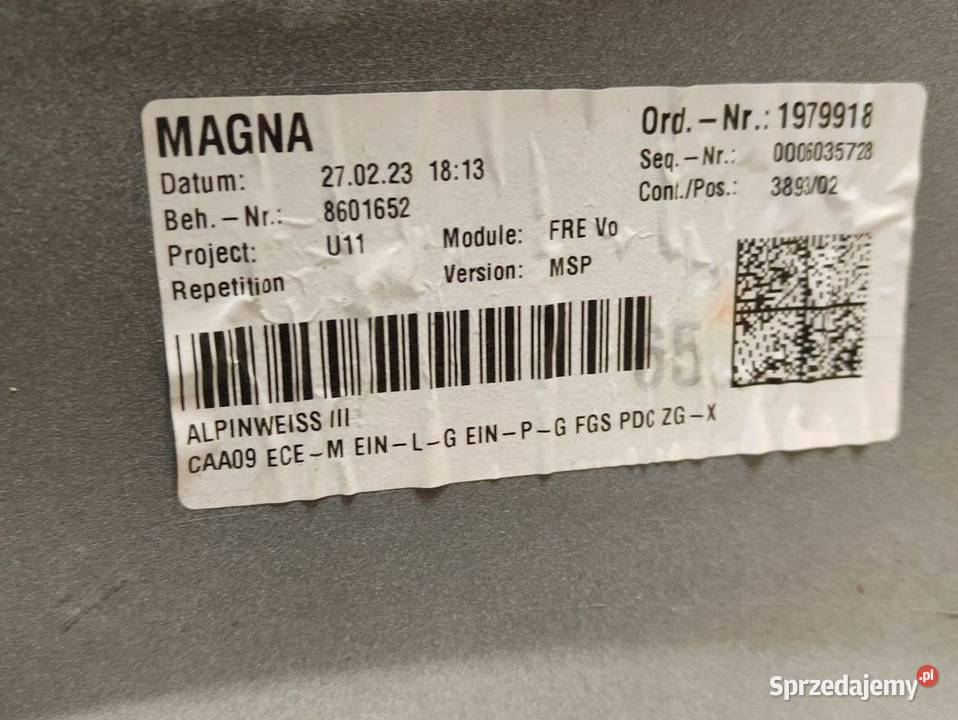 MAGNA
Ord.-Nr.: 1979918
Datum: 27.02.23 18:13
Seq.-Nr.: 0006035728
Beh.-Nr.: 8601652
Cont./Pos.: 3893/02
Project: U11 Module: FRE Vo
Repetition Version: MSP
65
ALPINWEISS III
CAA09 ECE-M EIN-L-G EIN-P-G FGS PDC ZG-X
Sprzedajemy.pl